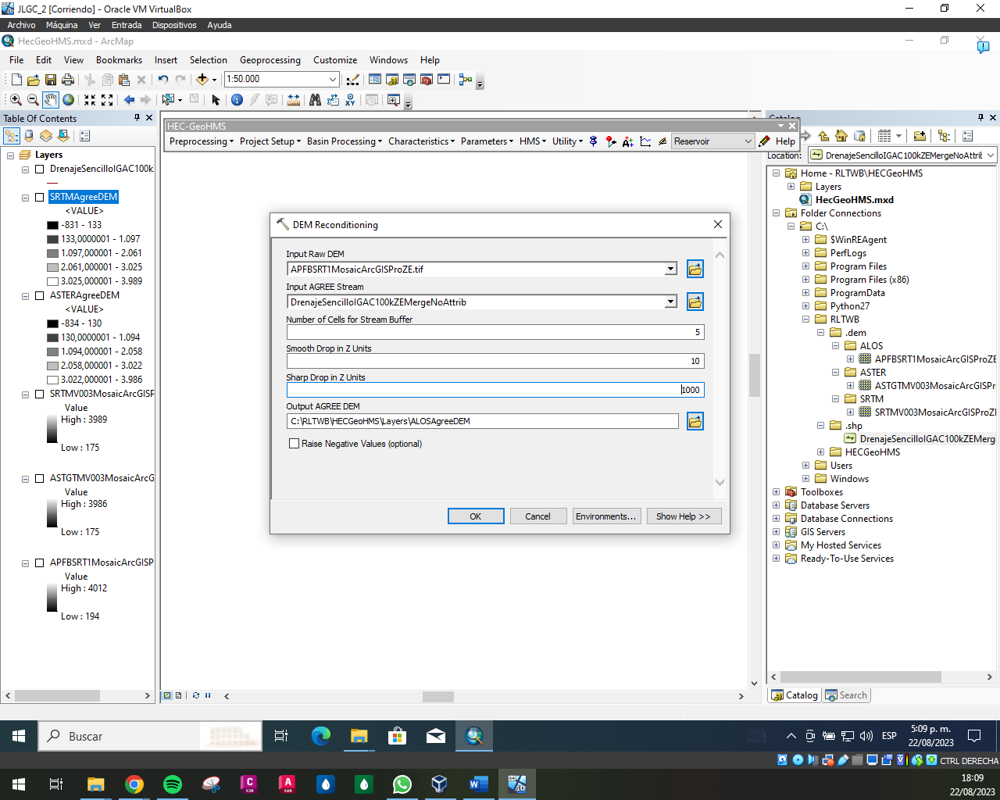 JLGC_2 [Corriendo] - Oracle VM VirtualBox
Archivo Máquina Ver Entrada Dispositivos Ayuda
HecGeoHMS.mxd - ArcMap
File Edit View Bookmarks Insert Selection Geoprocessing Customize Windows Help
1:50.000
Table Of Contents
Layers
DrenajeSencilloIGAC100k
SRTMAgreeDEM
<VALUE>
-831 - 133
133,0000001 - 1.097
1.097,000001 - 2.061
2.061,000001 - 3.025
3.025,000001 - 3.989
ASTERAgreeDEM
<VALUE>
-834 - 130
130,0000001 - 1.094
1.094,000001 - 2.058
2.058,000001 - 3.022
3.022,000001 - 3.986
SRTMV003MosaicArcGISP
Value
High : 3989
Low : 175
ASTGTMV003MosaicArcG
Value
High : 3986
Low : 175
APFBSRT1MosaicArcGISP
Value
High : 4012
Low : 194
HEC-GeoHMS
Preprocessing Project Setup Basin Processing Characteristics Parameters HMS Utility Reservoir Help
DEM Reconditioning
Input Raw DEM
APFBSRT1MosaicArcGISProZE.tif
Input AGREE Stream
DrenajeSencilloIGAC100kZEMergeNoAttrib
Number of Cells for Stream Buffer
5
Smooth Drop in Z Units
10
Sharp Drop in Z Units
1000
Output AGREE DEM
C:\RLTWB\HECGeoHMS\Layers\ALOSAgreeDEM
Raise Negative Values (optional)
OK Cancel Environments... Show Help >>
Location: DrenajeSencilloIGAC100kZEMergeNoAttrib
Home - RLTWB\HECGeoHMS
Layers
HecGeoHMS.mxd
Folder Connections
C:\
$WinREAgent
PerfLogs
Program Files
Program Files (x86)
ProgramData
Python27
RLTWB
.dem
ALOS
APFBSRT1MosaicArcGISProZE
ASTER
ASTGTMV003MosaicArcGISPr
SRTM
SRTMV003MosaicArcGISProZ
.shp
DrenajeSencilloIGAC100kZEMerg
HECGeoHMS
Users
Windows
Toolboxes
Database Servers
Database Connections
GIS Servers
My Hosted Services
Ready-To-Use Services
Catalog Search
Buscar
ESP
5:09 p. m.
22/08/2023
CTRL DERECHA
18:09
22/08/2023